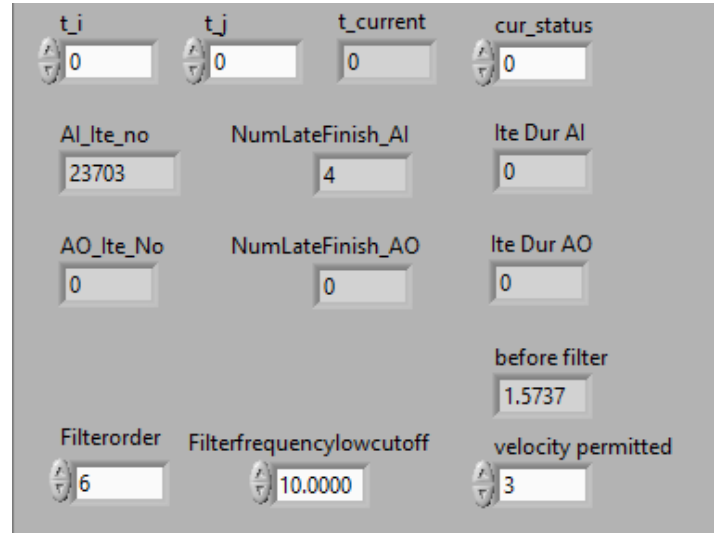 t_i t_j t_current cur_status
0 0 0 0
AI_Ite_no NumLateFinish_AI Ite Dur AI
23703 4 0
AO_Ite_No NumLateFinish_AO Ite Dur AO
0 0 0
before filter
1.5737
Filterorder Filterfrequencylowcutoff velocity permitted
6 10.0000 3